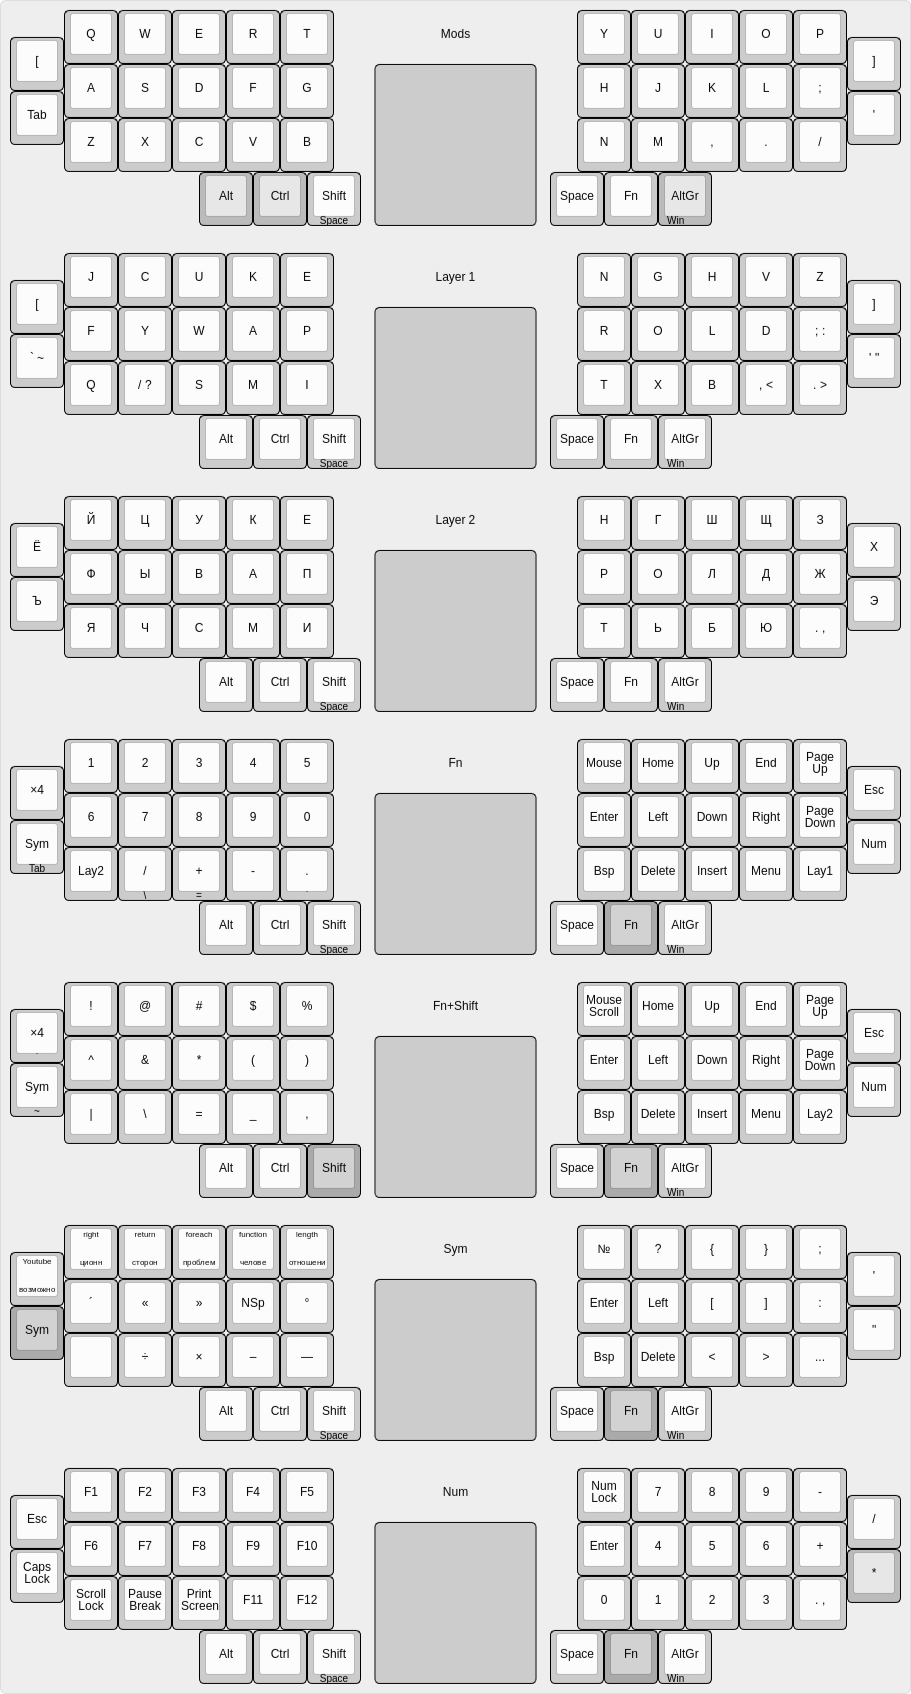 Q W E R T Mods Y U I O P
[ ]
A S D F G H J K L ;
Tab '
Z X C V B N M , . /
Alt Ctrl Shift Space Fn AltGr
Space Win
J C U K E Layer 1 N G H V Z
[ ]
F Y W A P R O L D ; :
` ~ ' "
Q / ? S M I T X B , < . >
Alt Ctrl Shift Space Fn AltGr
Space Win
Й Ц У К Е Layer 2 Н Г Ш Щ З
Ё Х
Ф Ы В А П Р О Л Д Ж
Ъ Э
Я Ч С М И Т Ь Б Ю . ,
Alt Ctrl Shift Space Fn AltGr
Space Win
1 2 3 4 5 Fn Mouse Home Up End Page Up
×4 Esc
6 7 8 9 0 Enter Left Down Right Page Down
Sym Num
Tab
Lay2 / + - . Bsp Delete Insert Menu Lay1
\ =
Alt Ctrl Shift Space Fn AltGr
Space Win
! @ # $ % Fn+Shift Mouse Scroll Home Up End Page Up
×4 Esc
^ & * ( ) Enter Left Down Right Page Down
Sym Num
~
| \ = _ , Bsp Delete Insert Menu Lay2
Alt Ctrl Shift Space Fn AltGr
Win
right return foreach function length Sym № ? { } ;
ционн сторон проблем челове отношени
Youtube '
возможно
´ « » NSp ° Enter Left [ ] :
Sym "
÷ × – — Bsp Delete < > ...
Alt Ctrl Shift Space Fn AltGr
Space Win
F1 F2 F3 F4 F5 Num Num Lock 7 8 9 -
Esc /
F6 F7 F8 F9 F10 Enter 4 5 6 +
Caps Lock *
Scroll Lock Pause Break Print Screen F11 F12 0 1 2 3 . ,
Alt Ctrl Shift Space Fn AltGr
Space Win